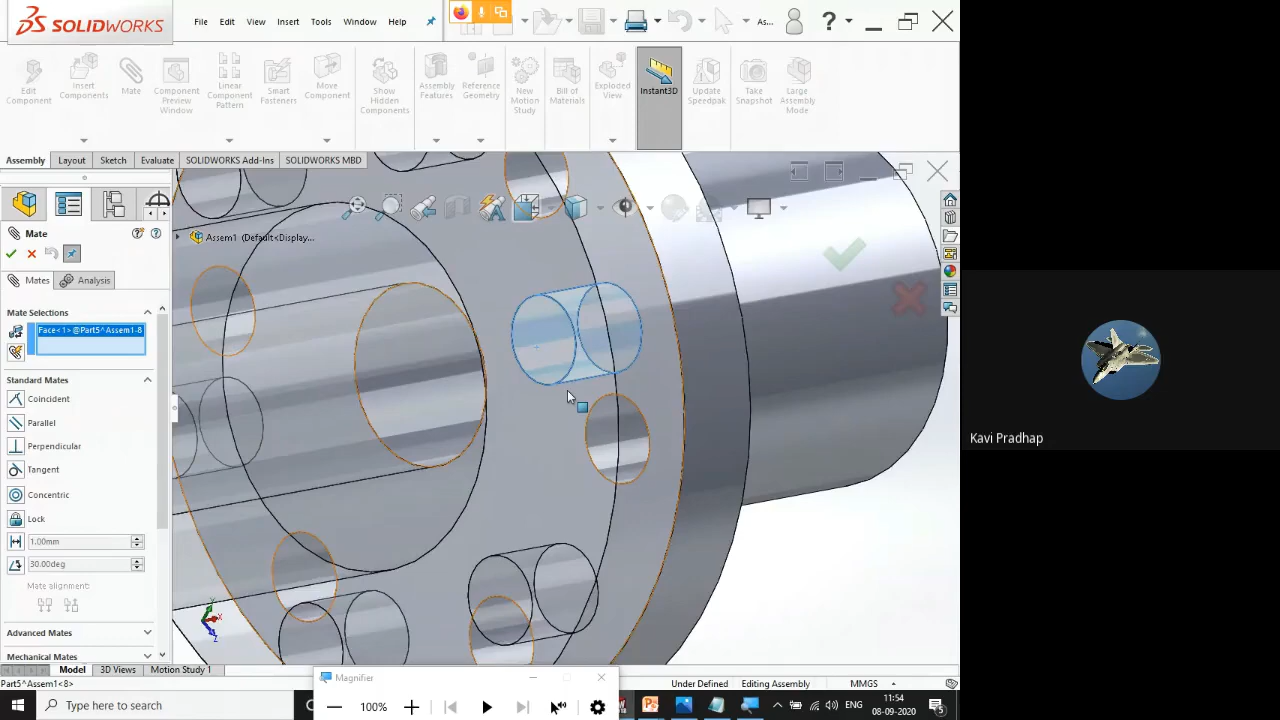 SOLIDWORKS
File Edit View Insert Tools Window Help
As...
?
Edit Component
Insert Components
Mate
Component Preview Window
Linear Component Pattern
Smart Fasteners
Move Component
Show Hidden Components
Assembly Features
Reference Geometry
New Motion Study
Bill of Materials
Exploded View
Instant3D
Update Speedpak
Take Snapshot
Large Assembly Mode
Assembly Layout Sketch Evaluate SOLIDWORKS Add-Ins SOLIDWORKS MBD
Mate
Assem1 (Default<Display...
Mates Analysis
Mate Selections
Face<1>@Part5^Assem1-8
Standard Mates
Coincident
Parallel
Perpendicular
Tangent
Concentric
Lock
1.00mm
30.00deg
Mate alignment:
Advanced Mates
Mechanical Mates
Kavi Pradhap
Model 3D Views Motion Study 1
Part5^Assem1<8>
Under Defined Editing Assembly MMGS
Magnifier
100%
Type here to search
ENG
11:54
08-09-2020
5